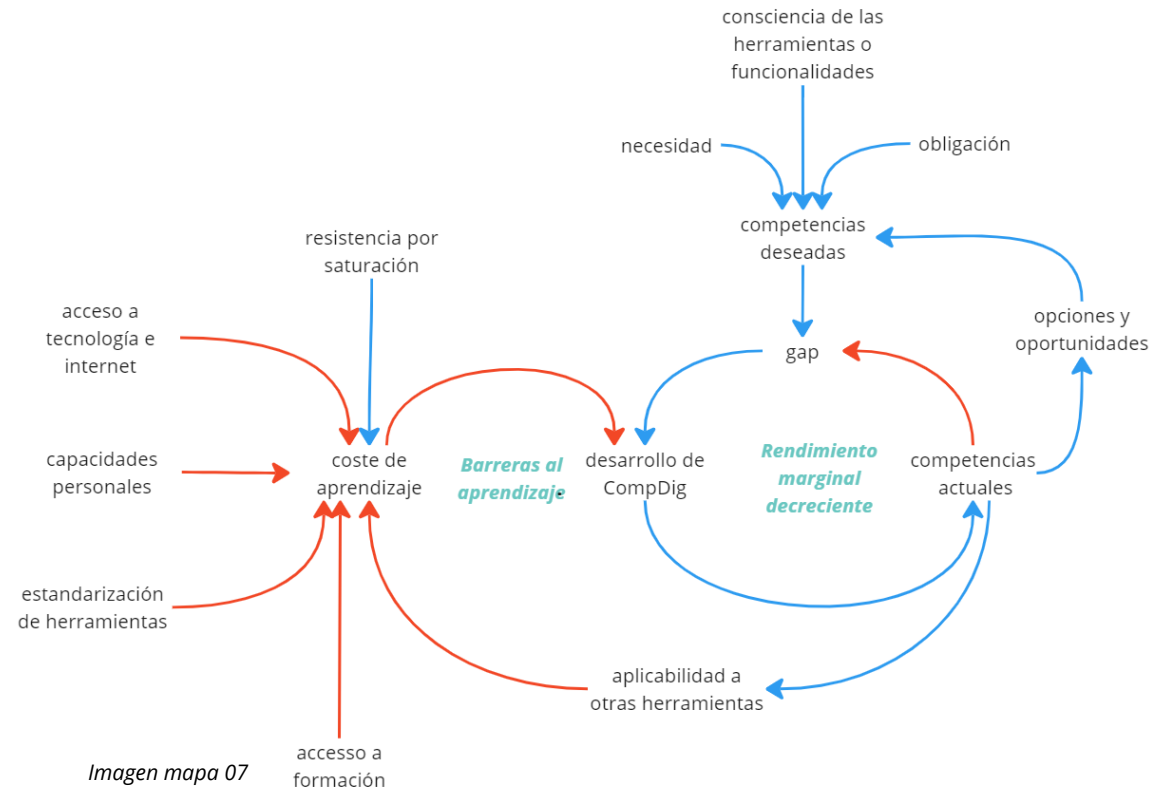 consciencia de las
herramientas o
funcionalidades
necesidad
obligación
competencias
deseadas
resistencia por
saturación
acceso a
tecnología e
internet
opciones y
oportunidades
gap
capacidades
personales
coste de
aprendizaje
Barreras al
aprendizaje.
desarrollo de
CompDig
Rendimiento
marginal
decreciente
competencias
actuales
estandarización
de herramientas
aplicabilidad a
otras herramientas
accesso a
formación
Imagen mapa 07